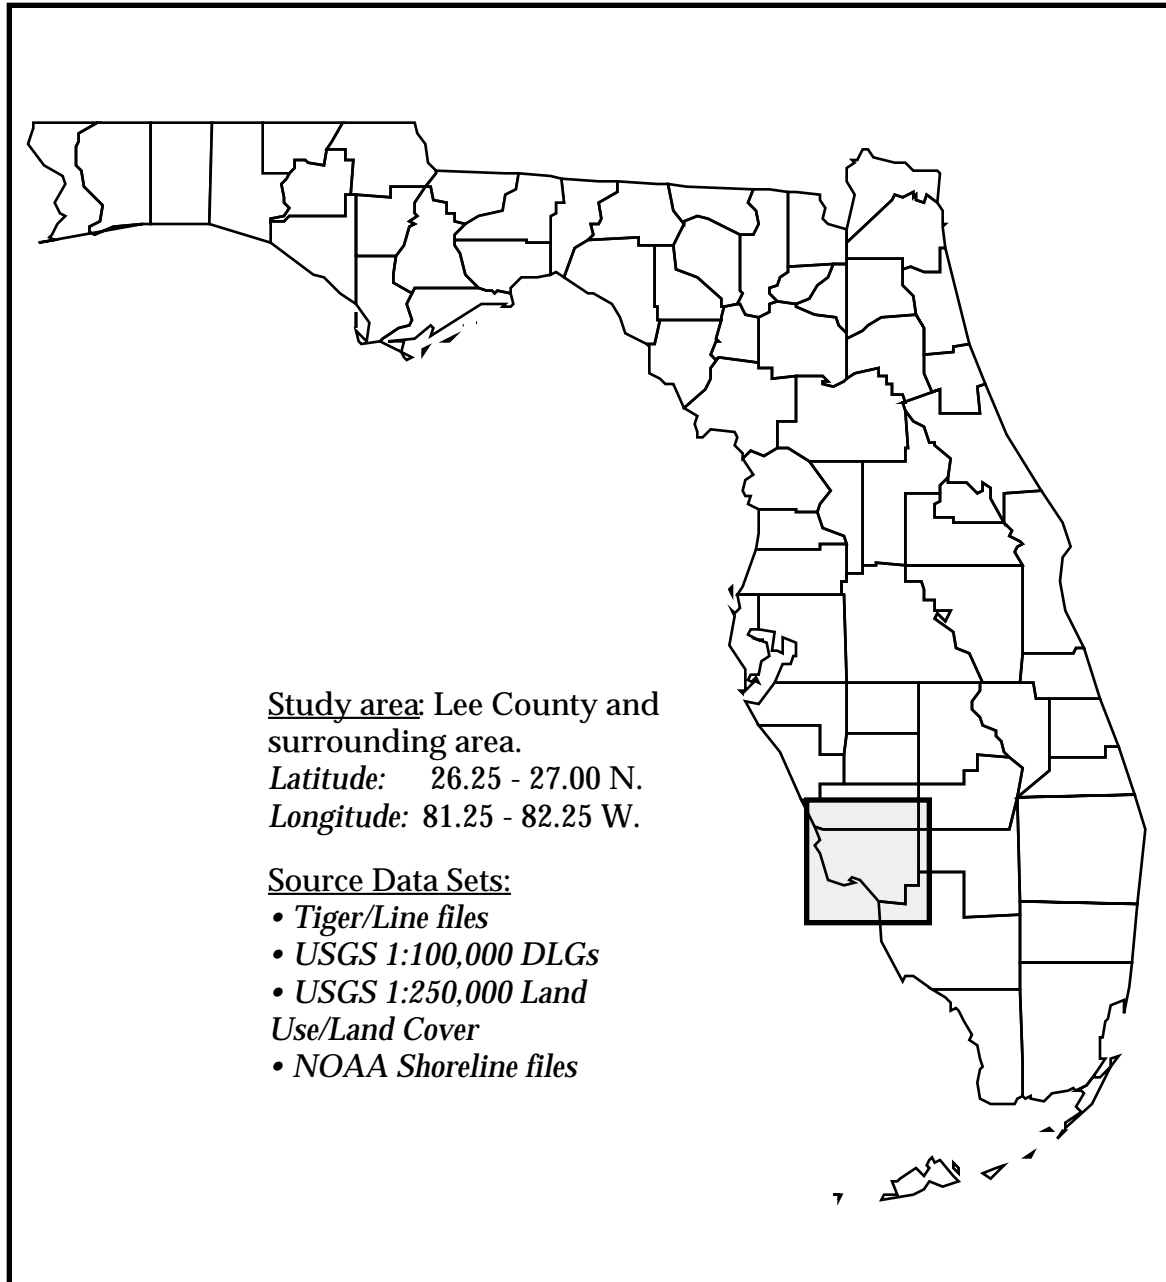 Study area: Lee County and
surrounding area.
Latitude: 26.25 - 27.00 N.
Longitude: 81.25 - 82.25 W.
Source Data Sets:
• Tiger/Line files
• USGS 1:100,000 DLGs
• USGS 1:250,000 Land
Use/Land Cover
• NOAA Shoreline files